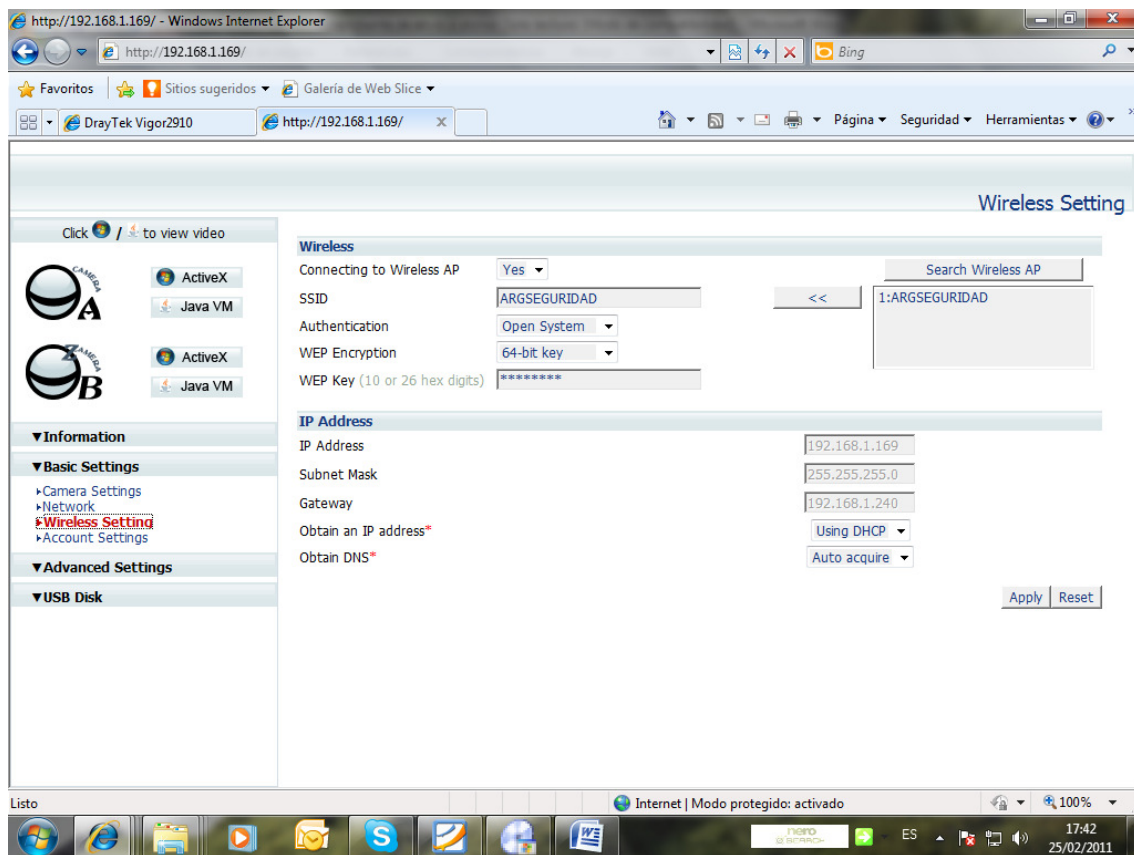 http://192.168.1.169/ - Windows Internet Explorer
http://192.168.1.169/
Bing
Favoritos
Sitios sugeridos
Galería de Web Slice
DrayTek Vigor2910
http://192.168.1.169/
x
Página
Seguridad
Herramientas
Wireless Setting
Click / to view video
CAMERA
A
ActiveX
Java VM
B
ActiveX
Java VM
▼Information
▼Basic Settings
Camera Settings
Network
Wireless Setting
Account Settings
▼Advanced Settings
▼USB Disk
Wireless
Connecting to Wireless AP
Yes
Search Wireless AP
SSID
ARGSEGURIDAD
<<
1:ARGSEGURIDAD
Authentication
Open System
WEP Encryption
64-bit key
WEP Key (10 or 26 hex digits)
********
IP Address
IP Address
192.168.1.169
Subnet Mask
255.255.255.0
Gateway
192.168.1.240
Obtain an IP address*
Using DHCP
Obtain DNS*
Auto acquire
Apply
Reset
Listo
Internet | Modo protegido: activado
100%
nero
ES
17:42
25/02/2011